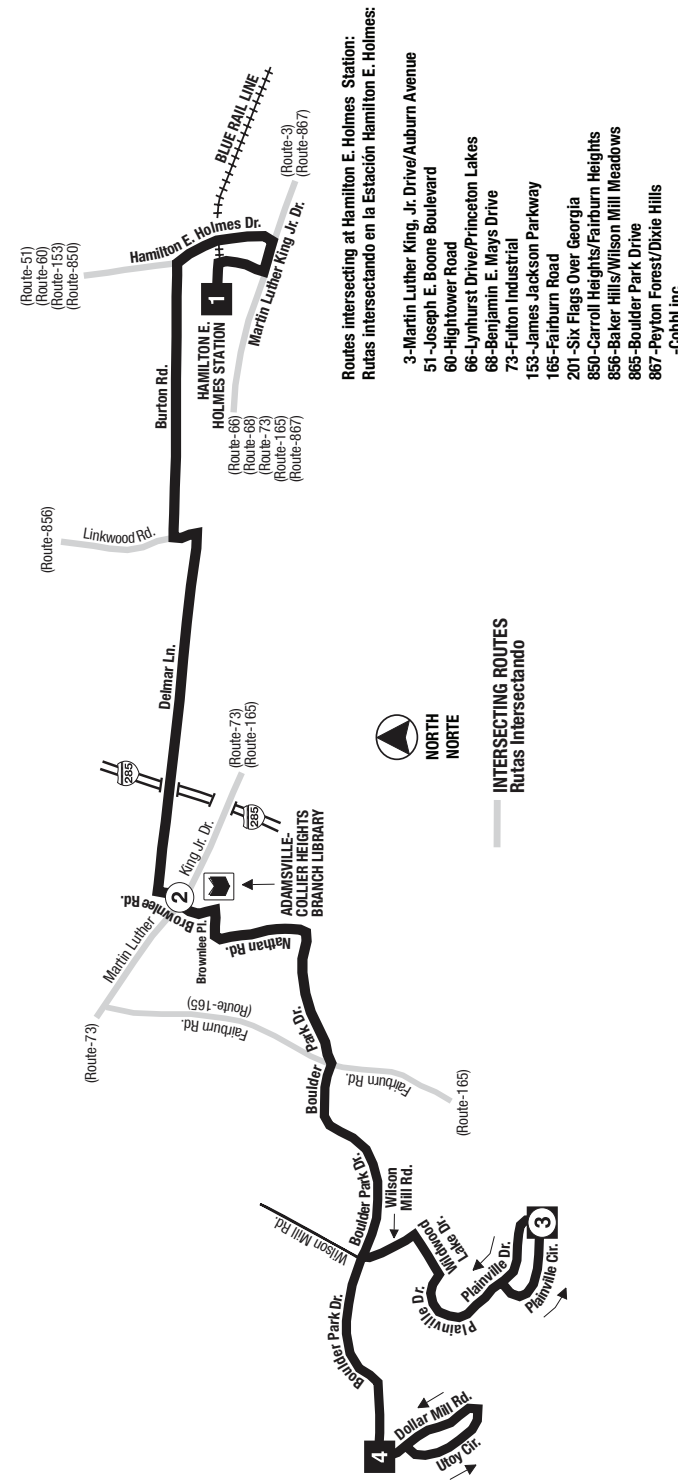 (Route-51)
(Route-60)
(Route-153)
(Route-850)
Hamilton E. Holmes Dr.
BLUE RAIL LINE
(Route-3)
(Route-867)
Martin Luther King Jr. Dr.
1
HAMILTON E.
HOLMES STATION
(Route-66)
(Route-68)
(Route-73)
(Route-165)
(Route-867)
Burton Rd.
(Route-856)
Linkwood Rd.
Delmar Ln.
285
285
(Route-73)
(Route-165)
Martin Luther
King Jr. Dr.
2
Brownlee Rd.
Brownlee Pl.
ADAMSVILLE-
COLLIER HEIGHTS
BRANCH LIBRARY
Nathan Rd.
(Route-73)
Fairburn Rd.
(Route-165)
Boulder
Park Dr.
Fairburn Rd.
(Route-165)
Boulder Park Dr.
Wilson Mill Rd.
Wilson
Mill Rd.
Wildwood
Lake Dr.
Plainville Dr.
Plainville Dr.
Plainville Cir.
3
Boulder Park Dr.
4
Dollar Mill Rd.
Utoy Cir.
NORTH
NORTE
INTERSECTING ROUTES
Rutas Intersectando
Routes intersecting at Hamilton E. Holmes Station:
Rutas intersectando en la Estación Hamilton E. Holmes:
3-Martin Luther King, Jr. Drive/Auburn Avenue
51-Joseph E. Boone Boulevard
60-Hightower Road
66-Lynhurst Drive/Princeton Lakes
68-Benjamin E. Mays Drive
73-Fulton Industrial
153-James Jackson Parkway
165-Fairburn Road
201-Six Flags Over Georgia
850-Carroll Heights/Fairburn Heights
856-Baker Hills/Wilson Mill Meadows
865-Boulder Park Drive
867-Peyton Forest/Dixie Hills